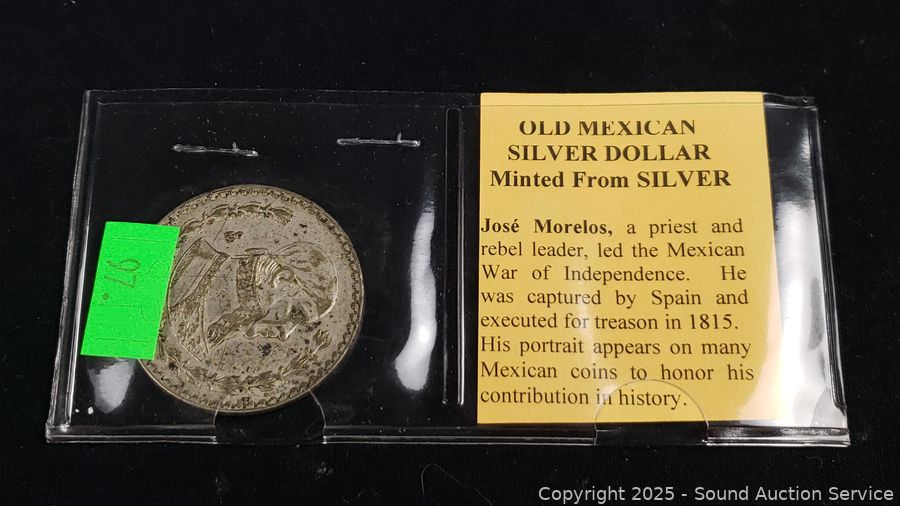 OLD MEXICAN
SILVER DOLLAR
Minted From SILVER
José Morelos, a priest and
rebel leader, led the Mexican
War of Independence. He
was captured by Spain and
executed for treason in 1815.
His portrait appears on many
Mexican coins to honor his
contribution in history.
Copyright 2025 - Sound Auction Service